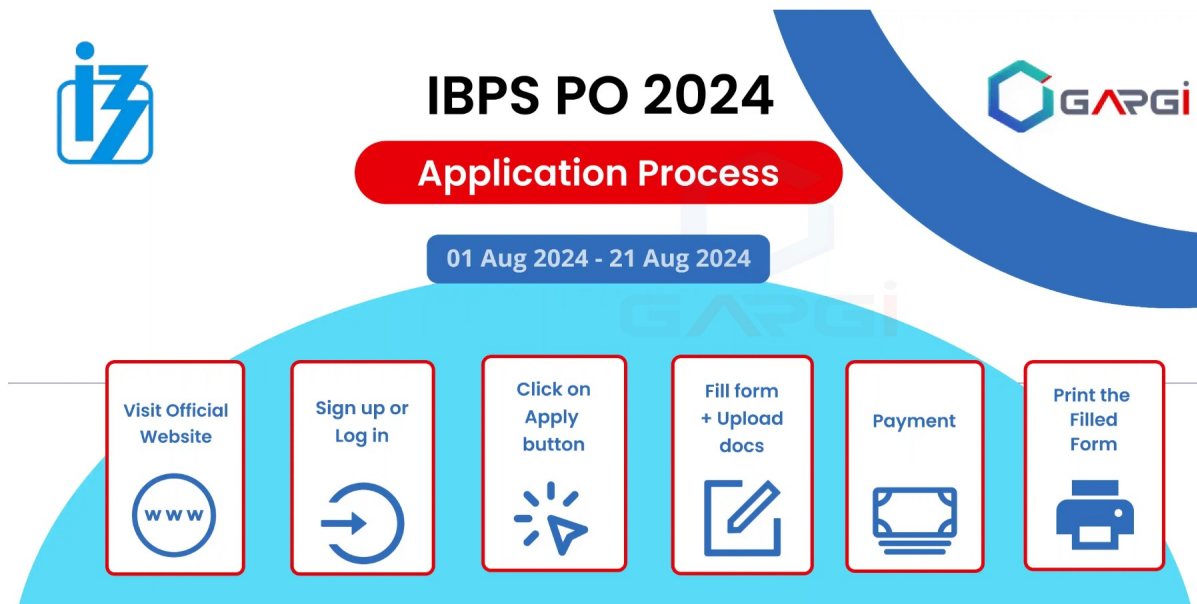 IBPS PO 2024
GARGi
Application Process
01 Aug 2024 - 21 Aug 2024
GARGi
Visit Official
Website
www
Sign up or
Log in
Click on
Apply
button
Fill form
+ Upload
docs
Payment
Print the
Filled
Form